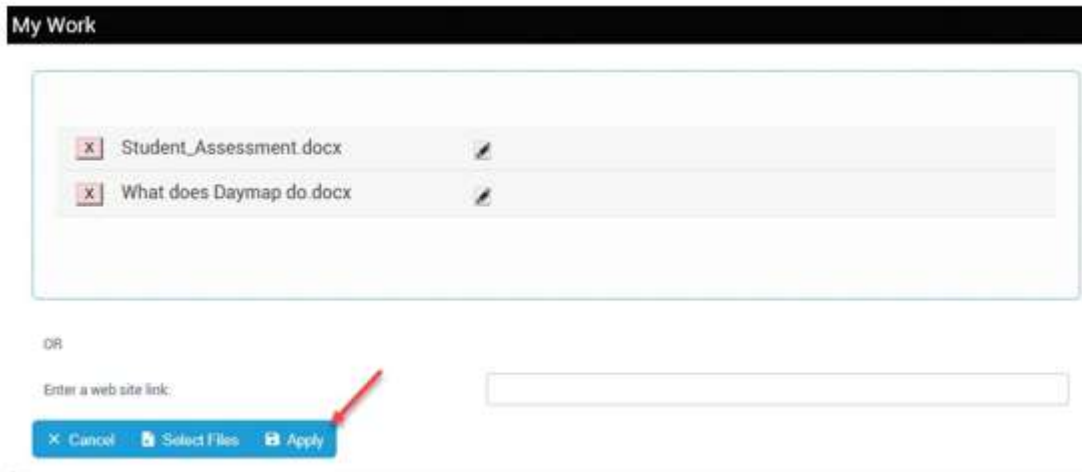 My Work
X Student_Assessment.docx
X What does Daymap do.docx
OR
Enter a web site link:
× Cancel Select Files Apply